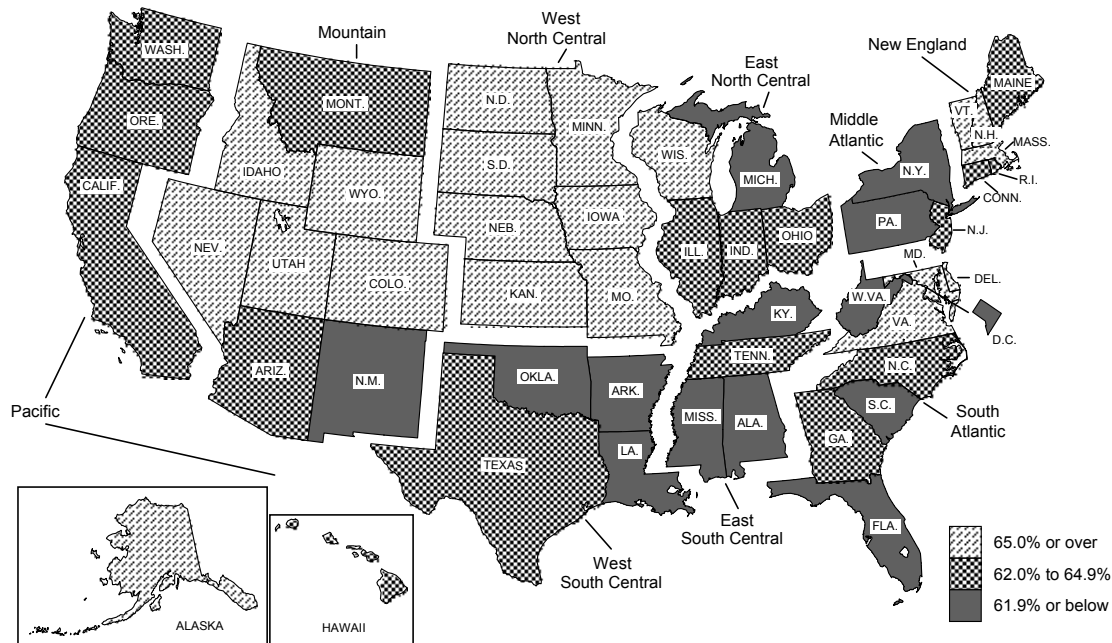 Mountain
West
North Central
East
North Central
New England
Middle
Atlantic
WASH.
ORE.
CALIF.
MONT.
IDAHO
WYO.
NEV.
UTAH
COLO.
ARIZ.
N.M.
N.D.
S.D.
NEB.
KAN.
MINN.
IOWA
MO.
WIS.
MICH.
ILL.
IND.
OHIO
MAINE
VT.
N.H.
MASS.
R.I.
CONN.
N.Y.
PA.
N.J.
MD.
DEL.
D.C.
W.VA.
VA.
KY.
TENN.
N.C.
S.C.
GA.
FLA.
OKLA.
ARK.
TEXAS
LA.
MISS.
ALA.
Pacific
South
Atlantic
East
South Central
West
South Central
ALASKA
HAWAII
65.0% or over
62.0% to 64.9%
61.9% or below